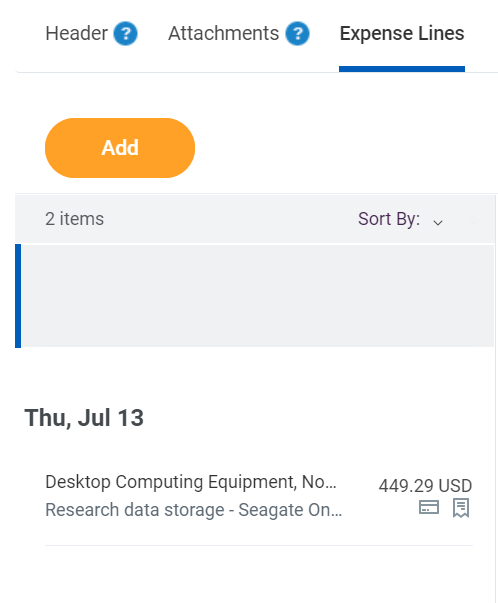 Header ? Attachments ? Expense Lines
Add
2 items Sort By:
Thu, Jul 13
Desktop Computing Equipment, No... 449.29 USD
Research data storage - Seagate On...